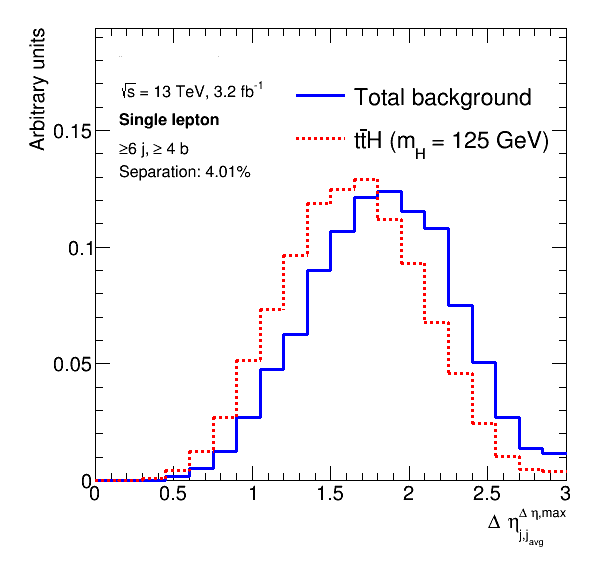 Arbitrary units
√s = 13 TeV, 3.2 fb⁻¹
Single lepton
≥6 j, ≥ 4 b
Separation: 4.01%
Total background
tt̄H (m_H = 125 GeV)
0.15
0.1
0.05
0
0 0.5 1 1.5 2 2.5 3
Δ η^{Δ η,max}_{j,j_{avg}}